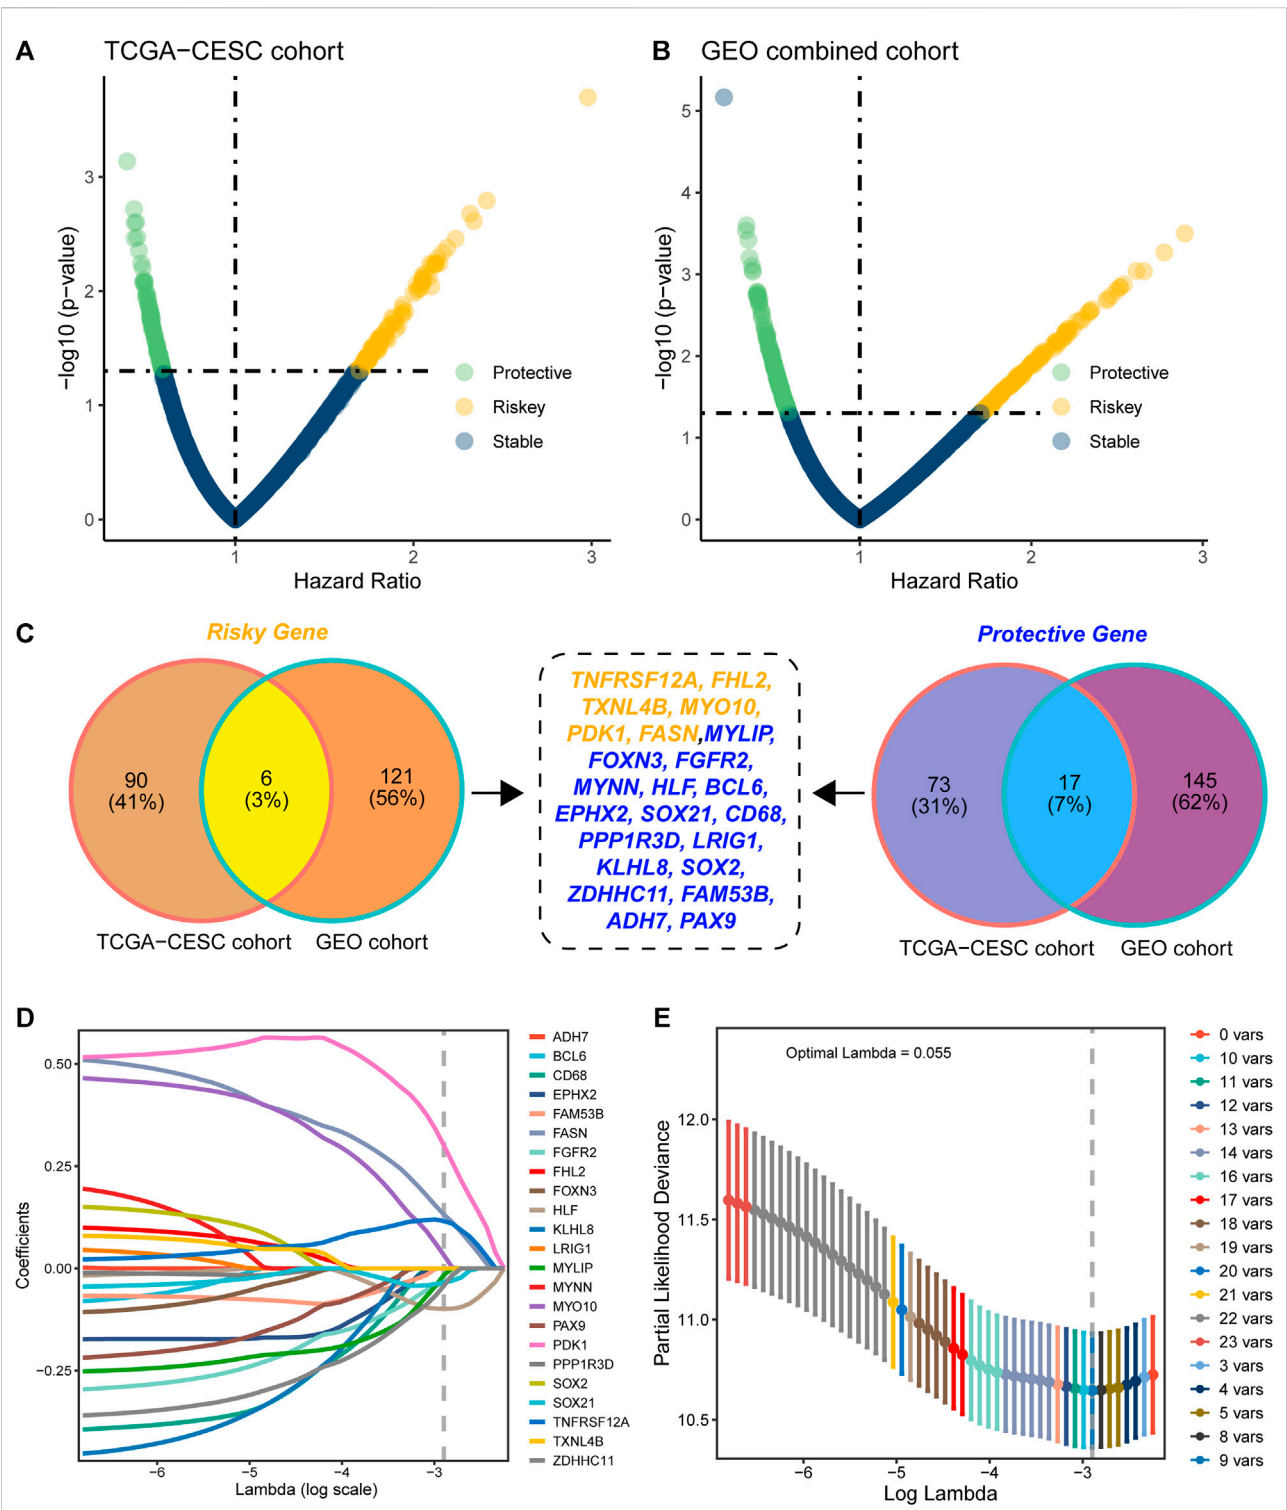 A
TCGA−CESC cohort
−log10 (p−value)
3
2
1
0
1
2
3
Hazard Ratio
Protective
Riskey
Stable
B
GEO combined cohort
−log10 (p−value)
5
4
3
2
1
0
1
2
3
Hazard Ratio
Protective
Riskey
Stable
C
Risky Gene
90
(41%)
6
(3%)
121
(56%)
TCGA−CESC cohort
GEO cohort
TNFRSF12A, FHL2,
TXNL4B, MYO10,
PDK1, FASN,MYLIP,
FOXN3, FGFR2,
MYNN, HLF, BCL6,
EPHX2, SOX21, CD68,
PPP1R3D, LRIG1,
KLHL8, SOX2,
ZDHHC11, FAM53B,
ADH7, PAX9
Protective Gene
73
(31%)
17
(7%)
145
(62%)
TCGA−CESC cohort
GEO cohort
D
Coefficients
0.50
0.25
0.00
−0.25
−6
−5
−4
−3
Lambda (log scale)
ADH7
BCL6
CD68
EPHX2
FAM53B
FASN
FGFR2
FHL2
FOXN3
HLF
KLHL8
LRIG1
MYLIP
MYNN
MYO10
PAX9
PDK1
PPP1R3D
SOX2
SOX21
TNFRSF12A
TXNL4B
ZDHHC11
E
Optimal Lambda = 0.055
Partial Likelihood Deviance
12.0
11.5
11.0
10.5
−6
−5
−4
−3
Log Lambda
0 vars
10 vars
11 vars
12 vars
13 vars
14 vars
16 vars
17 vars
18 vars
19 vars
20 vars
21 vars
22 vars
23 vars
3 vars
4 vars
5 vars
8 vars
9 vars